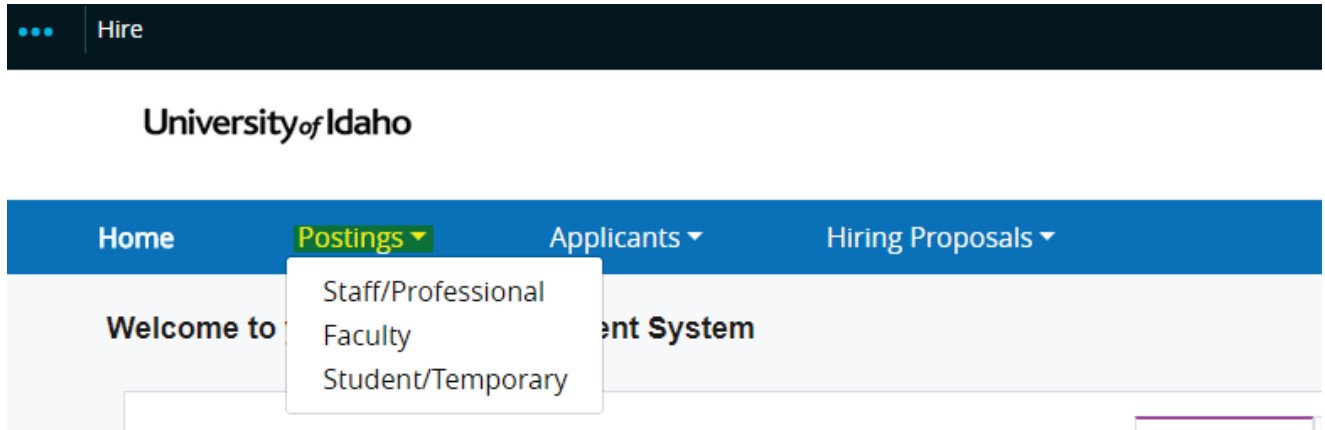 Hire
University of Idaho
Home Postings Applicants Hiring Proposals
Staff/Professional
Welcome to ent System
Faculty
Student/Temporary